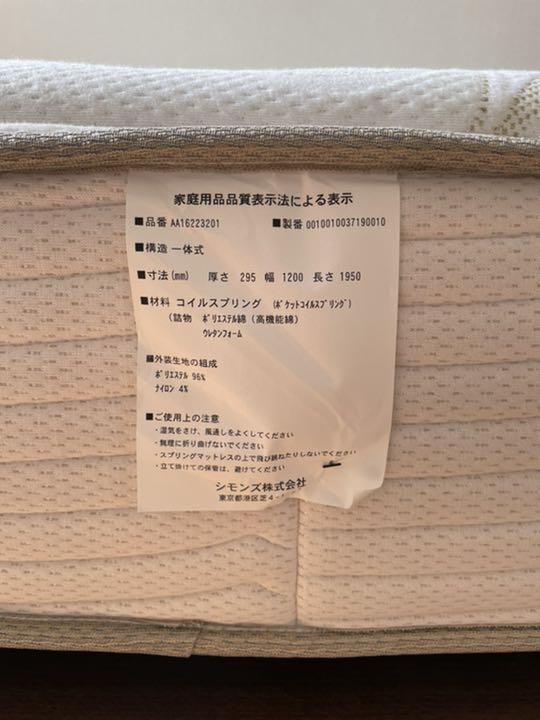 家庭用品品質表示法による表示
■品番 AA16223201 ■製番 0010010037190010
■構造 一体式
■寸法(mm) 厚さ 295 幅 1200 長さ 1950
■材料 コイルスプリング (ポケットコイルスプリング)
(詰物 ポリエステル綿 (高機能綿)
ウレタンフォーム
■外装生地の組成
ポリエステル 96%
ナイロン 4%
■ご使用上の注意
・湿気をさけ、風通しをよくしてください
・無理に折り曲げないでください
・スプリングマットレスの上で飛び跳ねたりしないでください
・立て掛けての保管は、避けてください
シモンズ株式会社
東京都港区芝4-